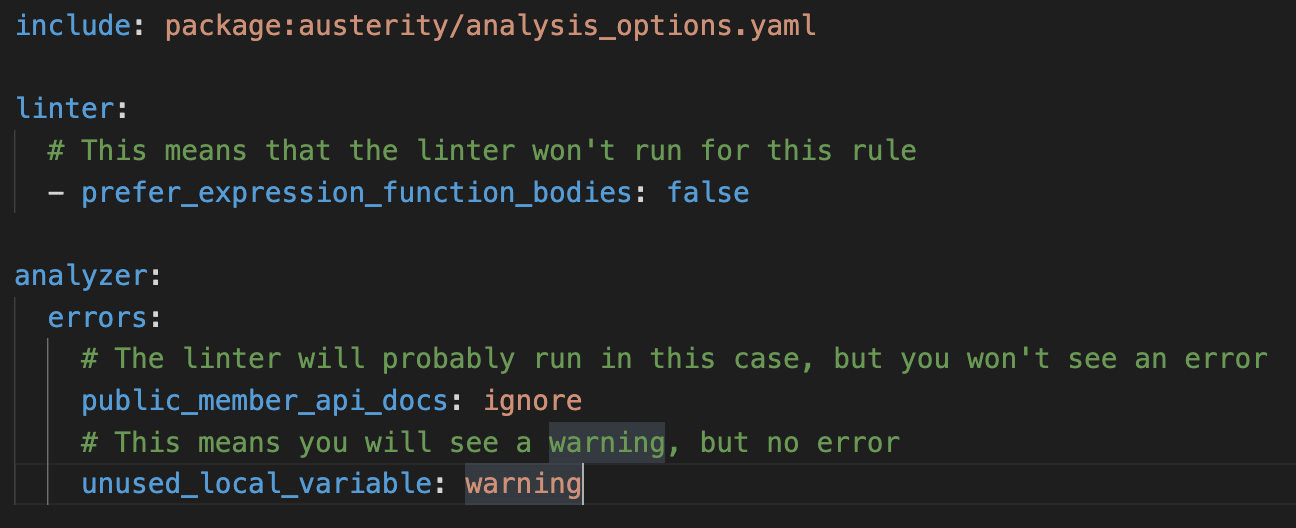 include: package:austerity/analysis_options.yaml
linter:
# This means that the linter won't run for this rule
- prefer_expression_function_bodies: false
analyzer:
errors:
# The linter will probably run in this case, but you won't see an error
public_member_api_docs: ignore
# This means you will see a warning, but no error
unused_local_variable: warning